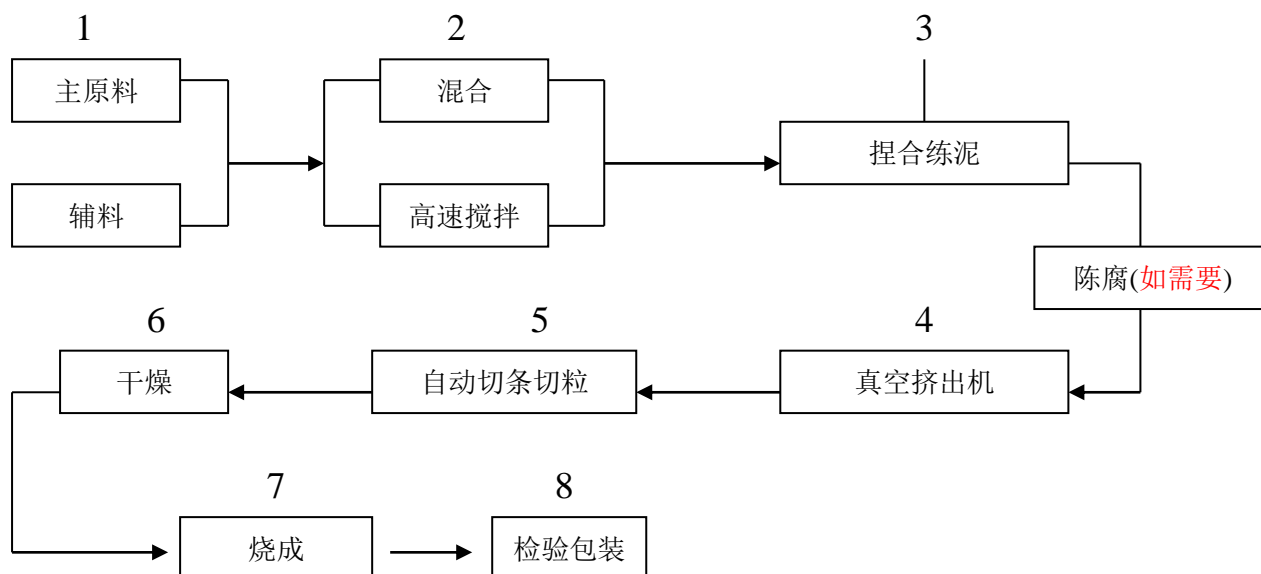 1
2
3
主原料
混合
捏合练泥
辅料
高速搅拌
陈腐(如需要)
6
5
4
干燥
自动切条切粒
真空挤出机
7
8
烧成
检验包装